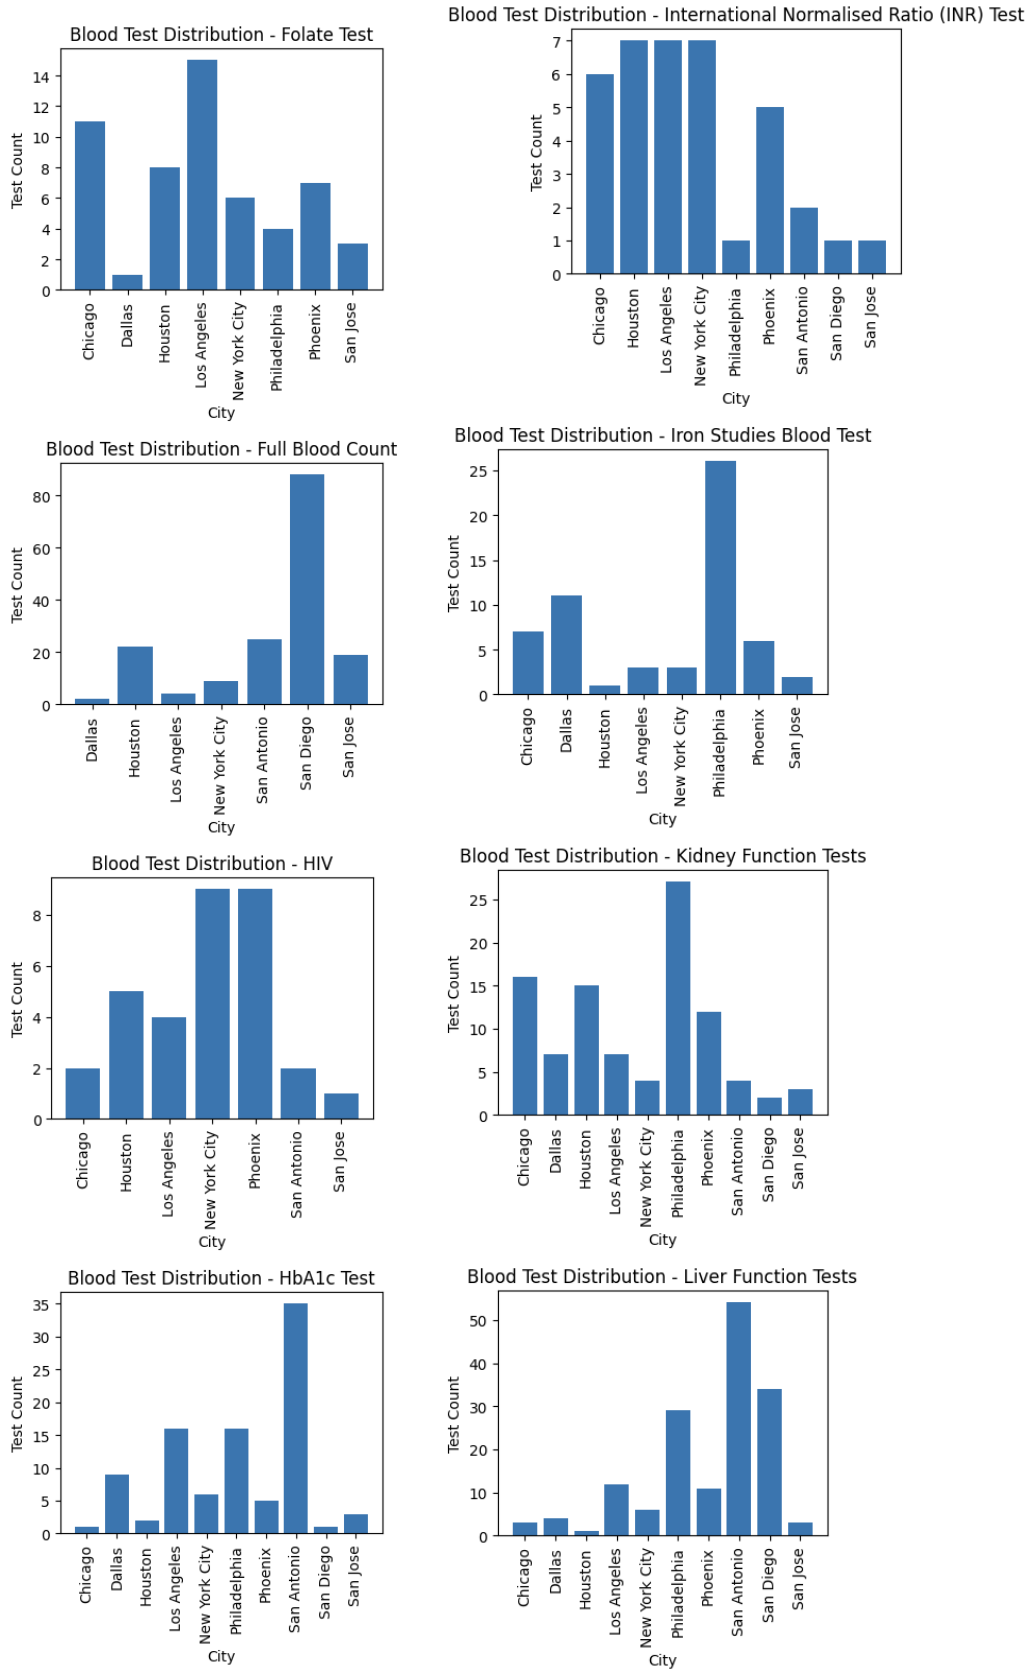 Blood Test Distribution - Folate Test
Test Count
14
12
10
8
6
4
2
0
Chicago
Dallas
Houston
Los Angeles
New York City
Philadelphia
Phoenix
San Jose
City
Blood Test Distribution - International Normalised Ratio (INR) Test
Test Count
7
6
5
4
3
2
1
0
Chicago
Houston
Los Angeles
New York City
Philadelphia
Phoenix
San Antonio
San Diego
San Jose
City
Blood Test Distribution - Full Blood Count
Test Count
80
60
40
20
0
Dallas
Houston
Los Angeles
New York City
San Antonio
San Diego
San Jose
City
Blood Test Distribution - Iron Studies Blood Test
Test Count
25
20
15
10
5
0
Chicago
Dallas
Houston
Los Angeles
New York City
Philadelphia
Phoenix
San Jose
City
Blood Test Distribution - HIV
Test Count
8
6
4
2
0
Chicago
Houston
Los Angeles
New York City
Phoenix
San Antonio
San Jose
City
Blood Test Distribution - Kidney Function Tests
Test Count
25
20
15
10
5
0
Chicago
Dallas
Houston
Los Angeles
New York City
Philadelphia
Phoenix
San Antonio
San Diego
San Jose
City
Blood Test Distribution - HbA1c Test
Test Count
35
30
25
20
15
10
5
0
Chicago
Dallas
Houston
Los Angeles
New York City
Philadelphia
Phoenix
San Antonio
San Diego
San Jose
City
Blood Test Distribution - Liver Function Tests
Test Count
50
40
30
20
10
0
Chicago
Dallas
Houston
Los Angeles
New York City
Philadelphia
Phoenix
San Antonio
San Diego
San Jose
City